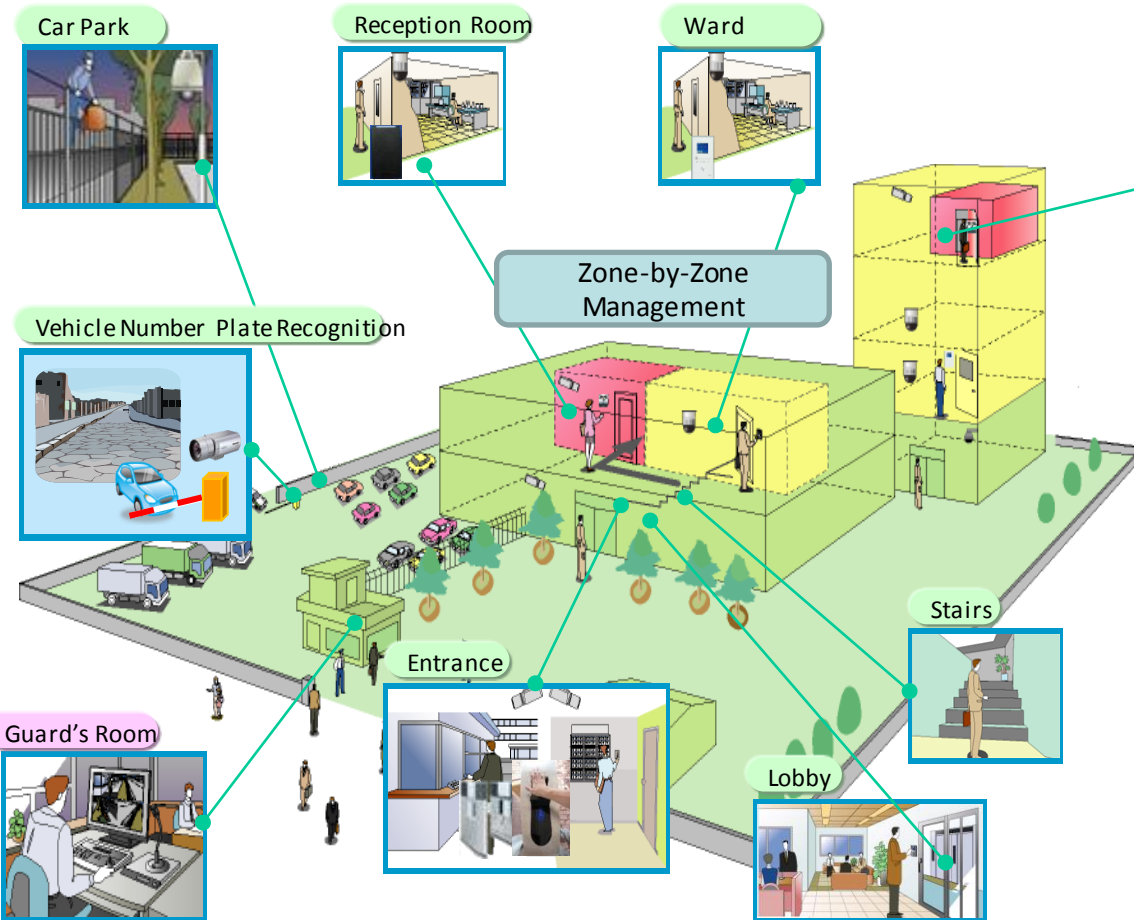 Car Park
Reception Room
Ward
Zone-by-Zone
Management
Vehicle Number Plate Recognition
Stairs
Entrance
Guard's Room
Lobby